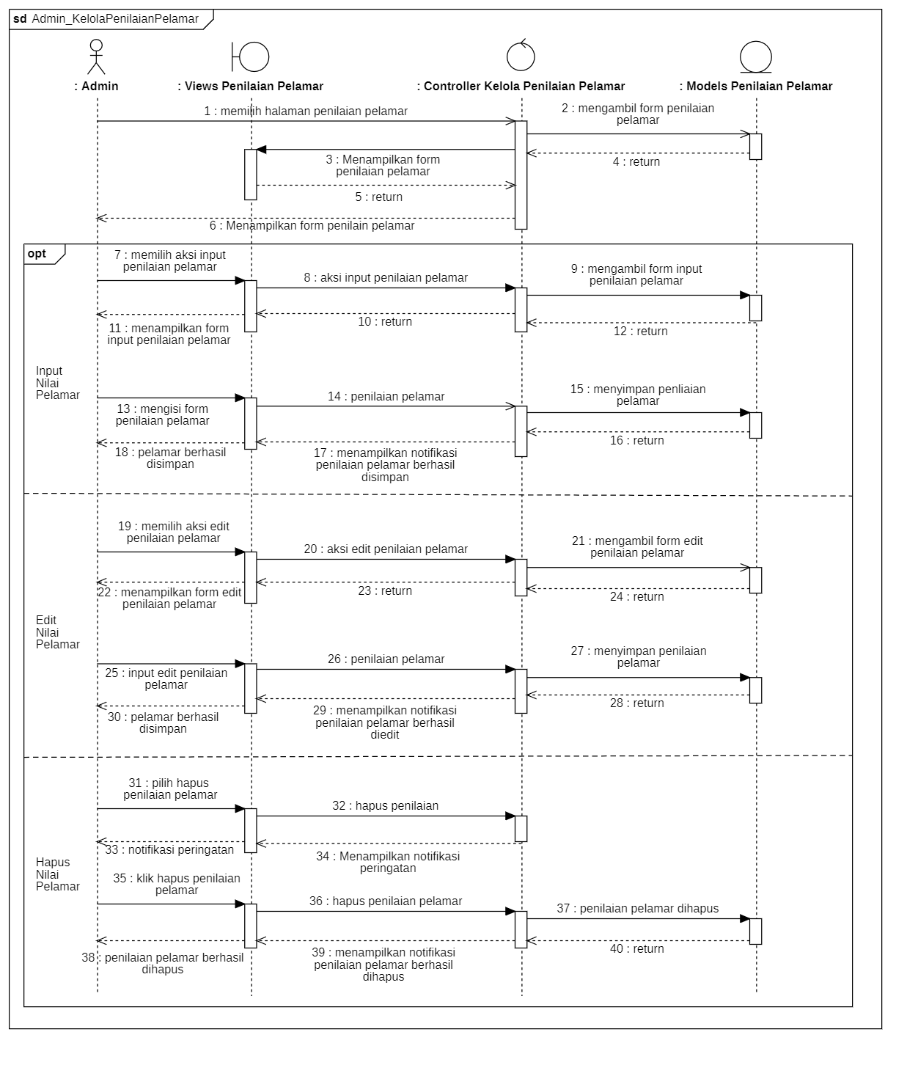 sd Admin_KelolaPenilaianPelamar
: Admin
: Views Penilaian Pelamar
: Controller Kelola Penilaian Pelamar
: Models Penilaian Pelamar
1 : memilih halaman penilaian pelamar
2 : mengambil form penilaian
pelamar
3 : Menampilkan form
penilaian pelamar
4 : return
5 : return
6 : Menampilkan form penilain pelamar
opt
7 : memilih aksi input
penilaian pelamar
8 : aksi input penilaian pelamar
9 : mengambil form input
penilaian pelamar
10 : return
11 : menampilkan form
input penilaian pelamar
12 : return
Input
Nilai
Pelamar
13 : mengisi form
penilaian pelamar
14 : penilaian pelamar
15 : menyimpan penliaian
pelamar
16 : return
17 : menampilkan notifikasi
penilaian pelamar berhasil
disimpan
18 : pelamar berhasil
disimpan
19 : memilih aksi edit
penilaian pelamar
20 : aksi edit penilaian pelamar
21 : mengambil form edit
penilaian pelamar
22 : menampilkan form edit
penilaian pelamar
23 : return
24 : return
Edit
Nilai
Pelamar
25 : input edit penilaian
pelamar
26 : penilaian pelamar
27 : menyimpan penilaian
pelamar
28 : return
29 : menampilkan notifikasi
penilaian pelamar berhasil
diedit
30 : pelamar berhasil
disimpan
31 : pilih hapus
penilaian pelamar
32 : hapus penilaian
33 : notifikasi peringatan
34 : Menampilkan notifikasi
peringatan
Hapus
Nilai
Pelamar
35 : klik hapus penilaian
pelamar
36 : hapus penilaian pelamar
37 : penilaian pelamar dihapus
38 : penilaian pelamar berhasil
dihapus
39 : menampilkan notifikasi
penilaian pelamar berhasil
dihapus
40 : return